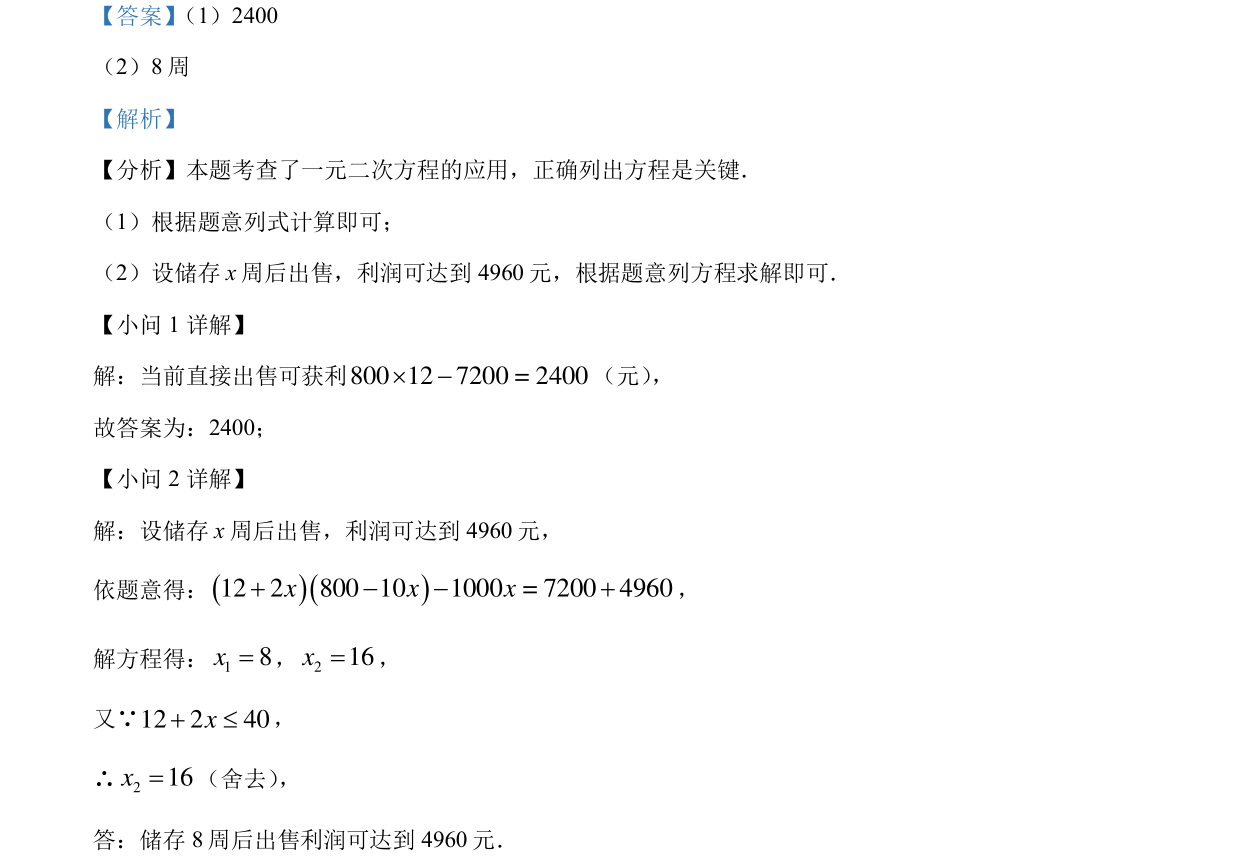 【答案】（1）2400
（2）8 周
【解析】
【分析】本题考查了一元二次方程的应用，正确列出方程是关键．
（1）根据题意列式计算即可；
（2）设储存 x 周后出售，利润可达到 4960 元，根据题意列方程求解即可．
【小问 1 详解】
解：当前直接出售可获利800×12−7200=2400（元），
故答案为：2400；
【小问 2 详解】
解：设储存 x 周后出售，利润可达到 4960 元，
依题意得：(12+2x)(800−10x)−1000x=7200+4960，
解方程得：x₁=8，x₂=16，
又∵12+2x≤40，
∴x₂=16（舍去），
答：储存 8 周后出售利润可达到 4960 元．